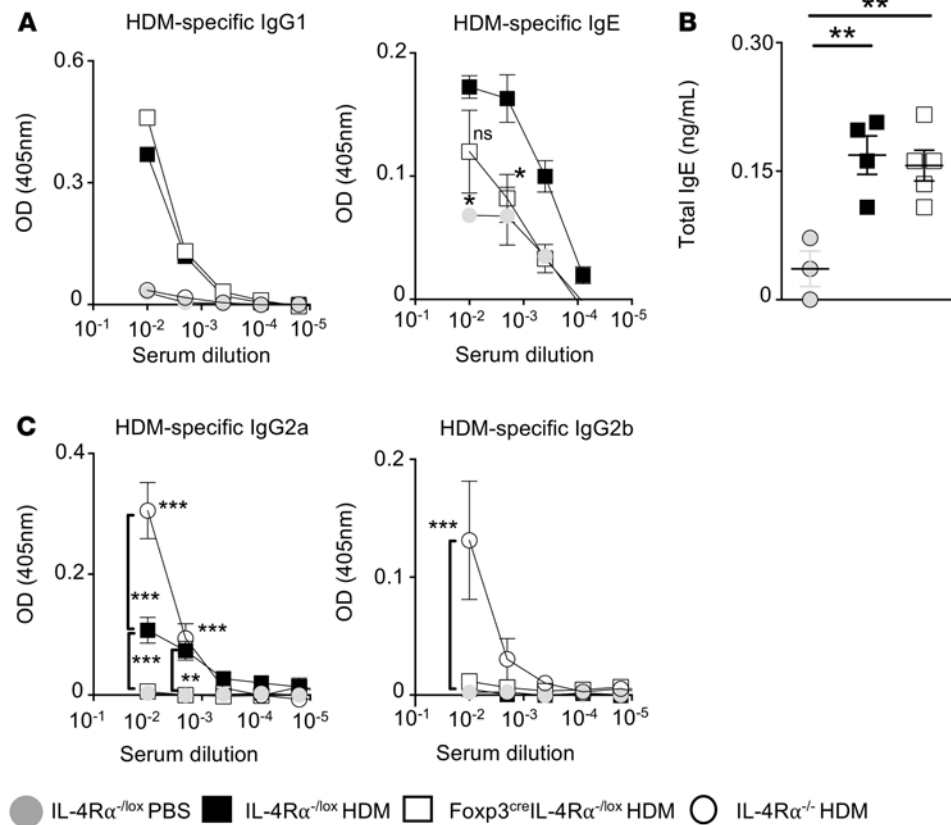 A
HDM-specific IgG1
OD (405nm)
0.6
0.3
0
10-1 10-2 10-3 10-4 10-5
Serum dilution
HDM-specific IgE
OD (405nm)
0.2
0.1
0
ns
*
*
10-1 10-2 10-3 10-4 10-5
Serum dilution
B
**
**
Total IgE (ng/mL)
0.30
0.15
0
C
HDM-specific IgG2a
OD (405nm)
0.4
0.2
0
***
***
***
***
**
10-1 10-2 10-3 10-4 10-5
Serum dilution
HDM-specific IgG2b
OD (405nm)
0.2
0.1
0
***
10-1 10-2 10-3 10-4 10-5
Serum dilution
IL-4Rα-/lox PBS IL-4Rα-/lox HDM Foxp3creIL-4Rα-/lox HDM IL-4Rα-/- HDM